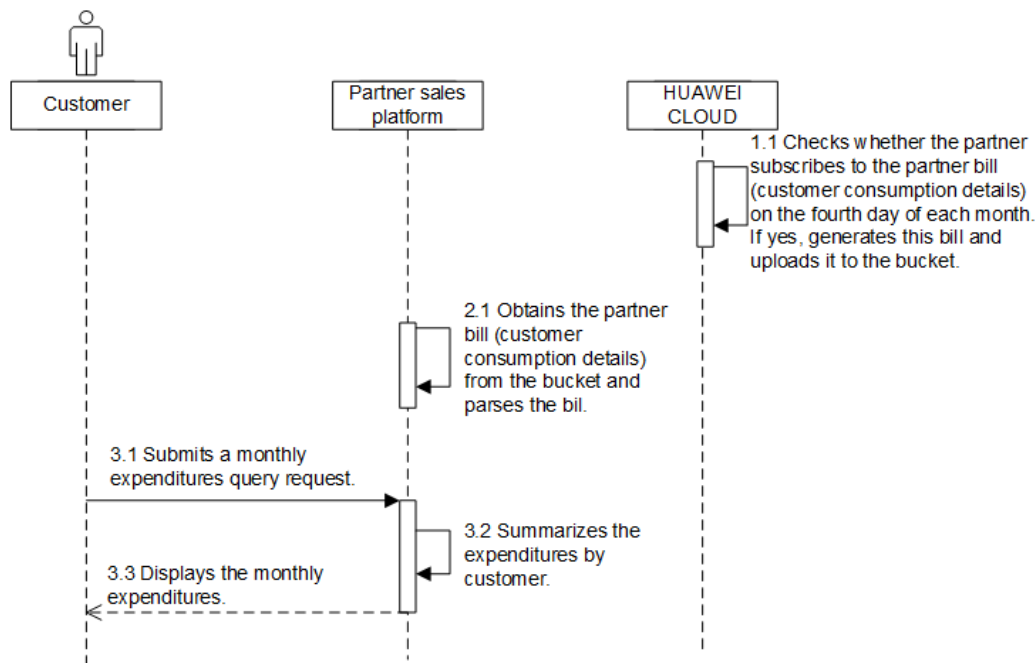 Customer
Partner sales
platform
HUAWEI
CLOUD
1.1 Checks whether the partner
subscribes to the partner bill
(customer consumption details)
on the fourth day of each month.
If yes, generates this bill and
uploads it to the bucket.
2.1 Obtains the partner
bill (customer
consumption details)
from the bucket and
parses the bil.
3.1 Submits a monthly
expenditures query request.
3.2 Summarizes the
expenditures by
customer.
3.3 Displays the monthly
expenditures.